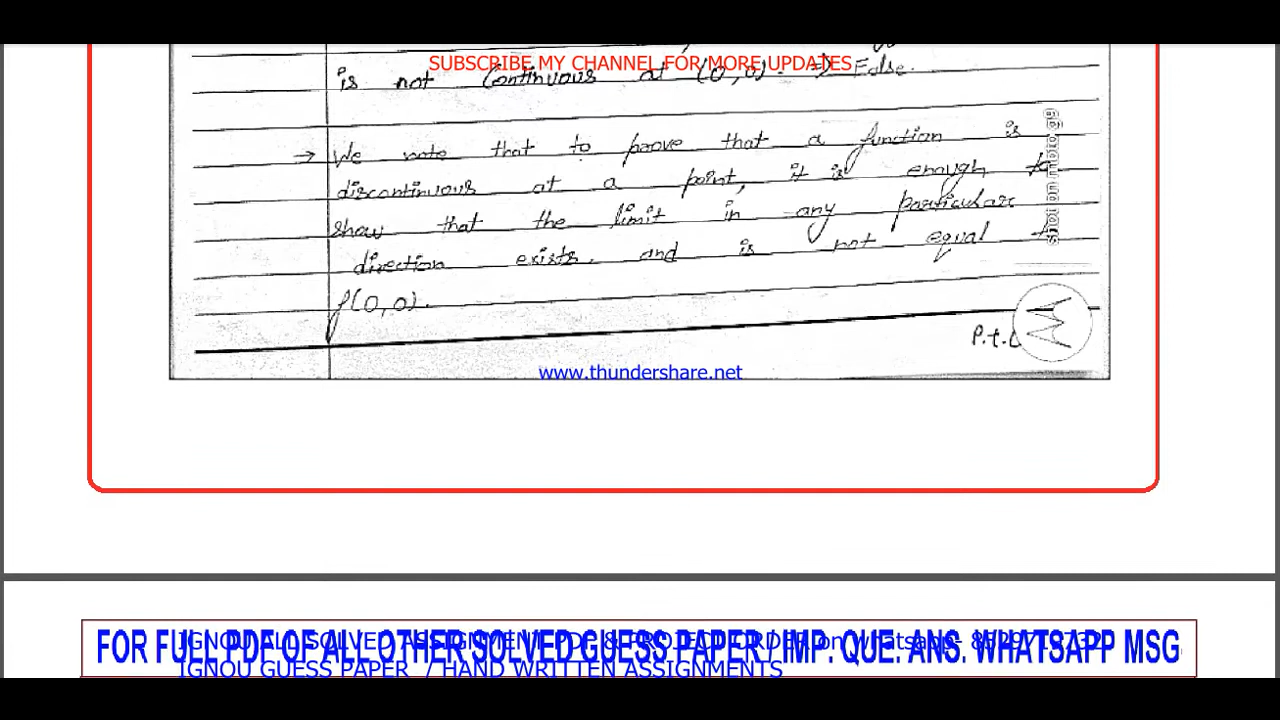 SUBSCRIBE MY CHANNEL FOR MORE UPDATES
is not Continuous at (0,0). ⇒ False.
→ We note that to prove that a function is
discontinuous at a point, it is enough to
show that the limit in any particular
direction exists. and is not equal to
f(0,0).
P.t.
www.thundershare.net
FOR FULL PDF OF ALL OTHER SOLVED GUESS PAPER / IMP. QUE. ANS. WHATSAPP MSG
IGNOU GUESS PAPER / HAND WRITTEN ASSIGNMENTS